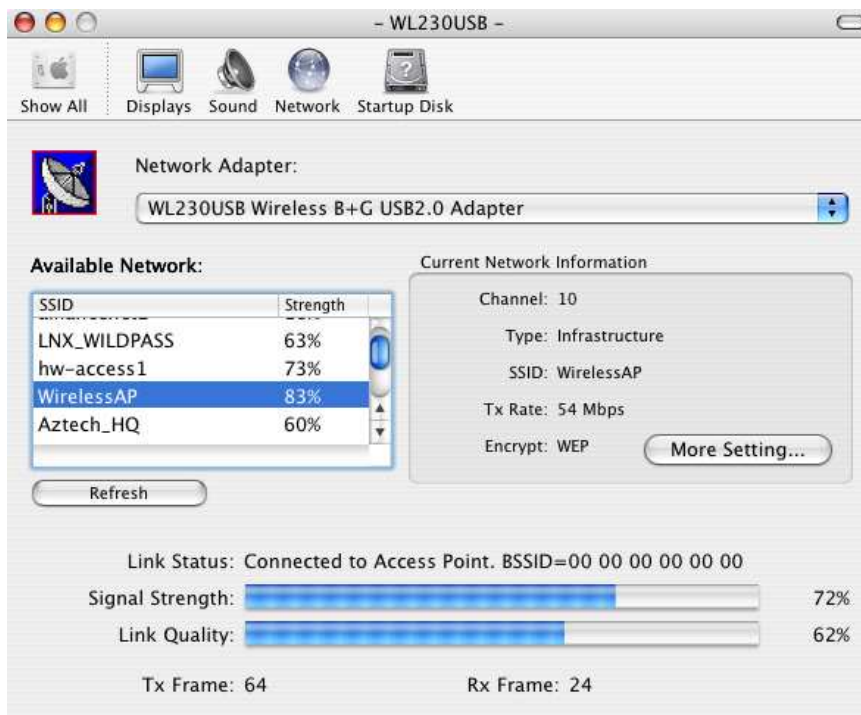 - WL230USB -
Show All Displays Sound Network Startup Disk
Network Adapter:
WL230USB Wireless B+G USB2.0 Adapter
Available Network:
SSID Strength
LNX_WILDPASS 63%
hw-access1 73%
WirelessAP 83%
Aztech_HQ 60%
Refresh
Current Network Information
Channel: 10
Type: Infrastructure
SSID: WirelessAP
Tx Rate: 54 Mbps
Encrypt: WEP
More Setting...
Link Status: Connected to Access Point. BSSID=00 00 00 00 00 00
Signal Strength: 72%
Link Quality: 62%
Tx Frame: 64 Rx Frame: 24